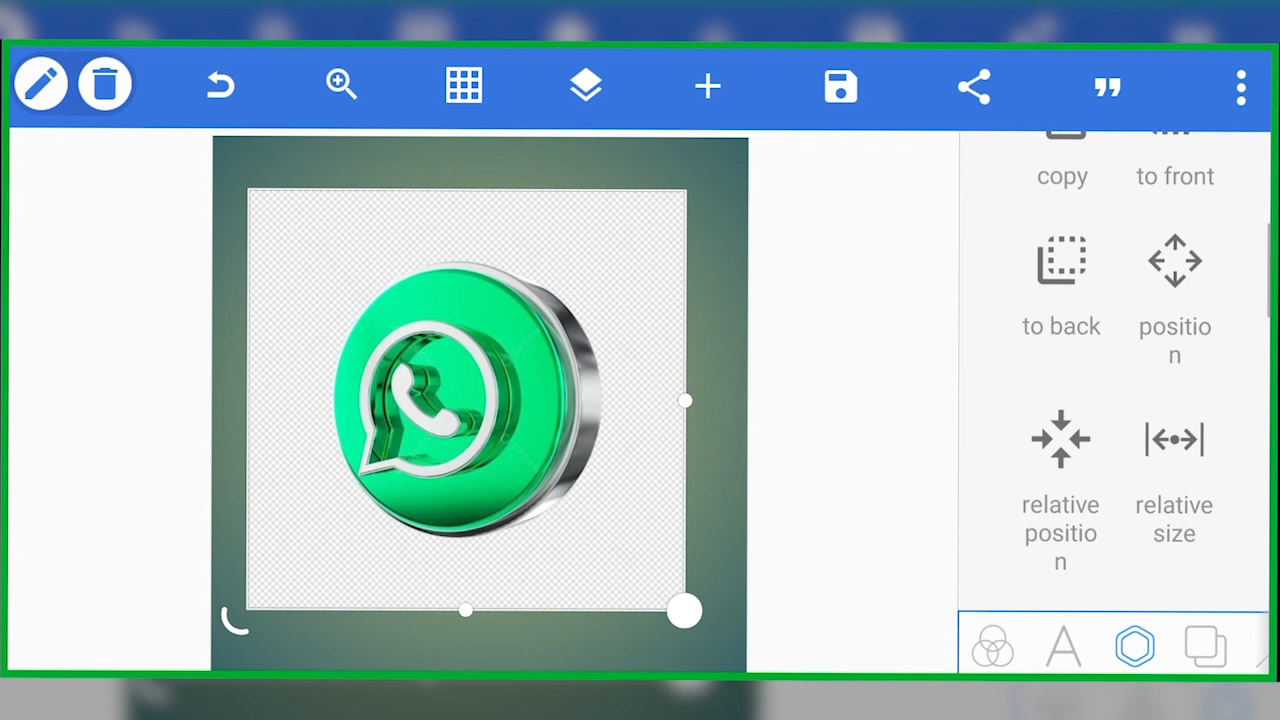 copy
to front
to back
positio
n
relative
positio
n
relative
size